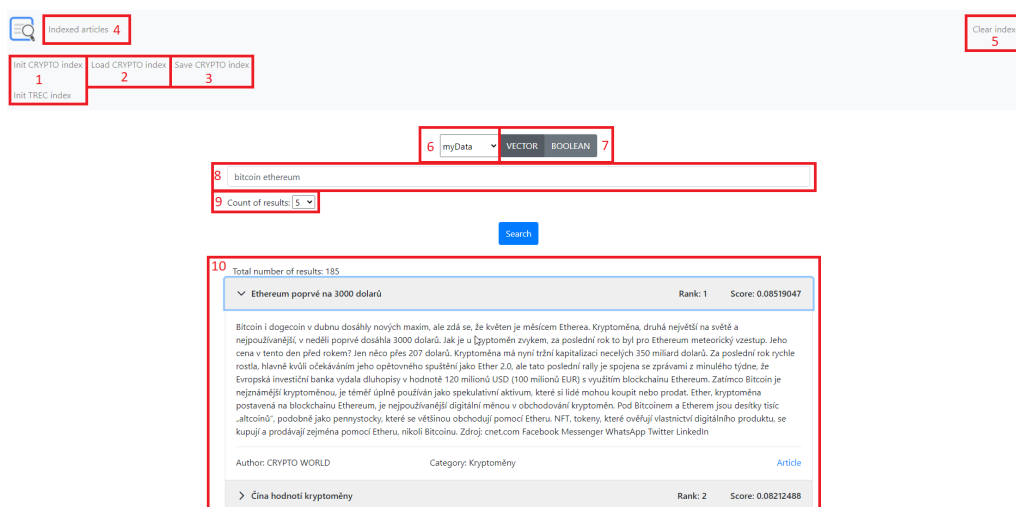 Indexed articles 4
Clear index
5
Init CRYPTO index Load CRYPTO index Save CRYPTO index
1 2 3
Init TREC index
6 myData VECTOR BOOLEAN 7
8 bitcoin ethereum
9 Count of results: 5
Search
10 Total number of results: 185
Ethereum poprvé na 3000 dolarů Rank: 1 Score: 0.08519047
Bitcoin i dogecoin v dubnu dosáhly nových maxim, ale zdá se, že květen je měsícem Etherea. Kryptoměna, druhá největší na světě a
nejpoužívanější, v neděli poprvé dosáhla 3000 dolarů. Jak je u kryptoměn zvykem, za poslední rok to byl pro Ethereum meteorický vzestup. Jeho
cena v tento den před rokem? Jen něco přes 207 dolarů. Kryptoměna má nyní tržní kapitalizaci necelých 350 miliard dolarů. Za poslední rok rychle
rostla, hlavně kvůli očekáváním jeho opětovného spuštění jako Ether 2.0, ale tato poslední rally je spojena se zprávami z minulého týdne, že
Evropská investiční banka vydala dluhopisy v hodnotě 120 milionů USD (100 milionů EUR) s využitím blockchainu Ethereum. Zatímco Bitcoin je
nejznámější kryptoměnou, je téměř úplně používán jako spekulativní aktivum, které si lidé mohou koupit nebo prodat. Ether, kryptoměna
postavená na blockchainu Ethereum, je nejpoužívanější digitální měnou v obchodování kryptoměn. Pod Bitcoinem a Etherem jsou desítky tisíc
„altcoinů“, podobně jako pennystocky, které se většinou obchodují pomocí Etheru. NFT, tokeny, které ověřují vlastnictví digitálního produktu, se
kupují a prodávají zejména pomocí Etheru, nikoli Bitcoinu. Zdroj: cnet.com Facebook Messenger WhatsApp Twitter LinkedIn
Author: CRYPTO WORLD Category: Kryptoměny Article
Čína hodnotí kryptoměny Rank: 2 Score: 0.08212488